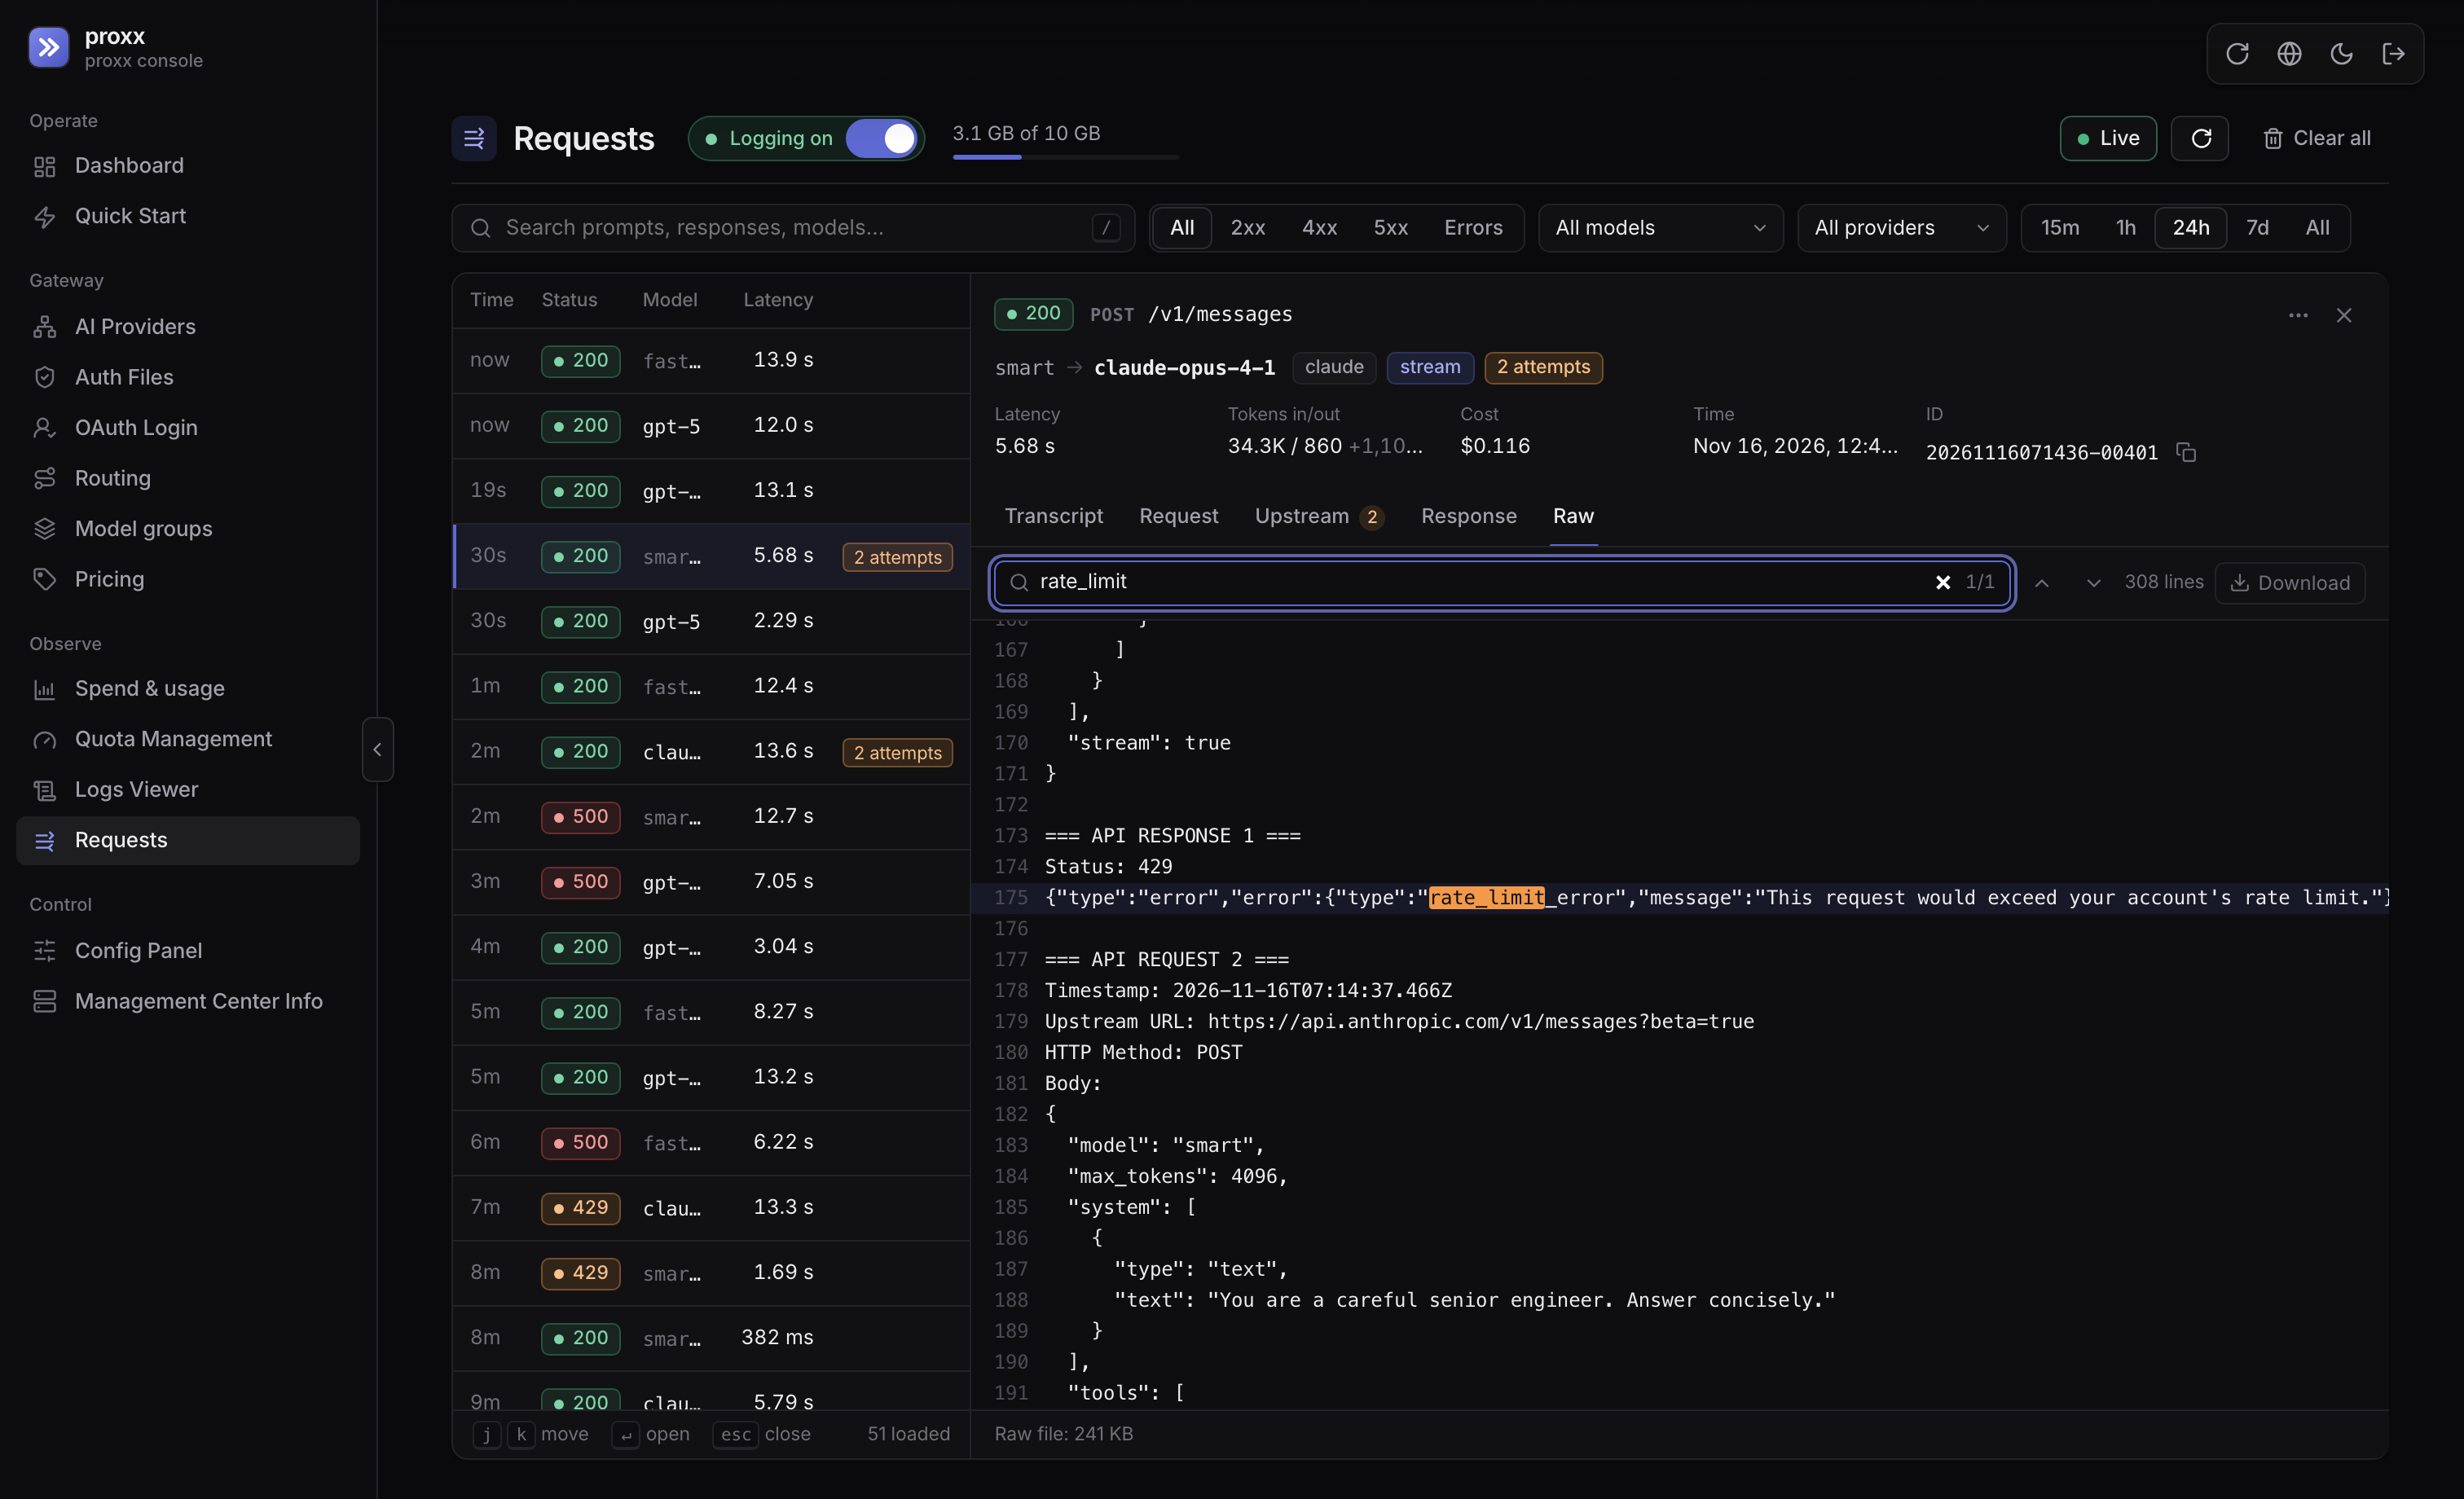 proxx
proxx console
Operate
Dashboard
Quick Start
Gateway
AI Providers
Auth Files
OAuth Login
Routing
Model groups
Pricing
Observe
Spend & usage
Quota Management
Logs Viewer
Requests
Control
Config Panel
Management Center Info
Requests
Logging on
3.1 GB of 10 GB
Live
Clear all
Search prompts, responses, models... /
All 2xx 4xx 5xx Errors
All models
All providers
15m 1h 24h 7d All
Time Status Model Latency
now 200 fast… 13.9 s
now 200 gpt-5 12.0 s
19s 200 gpt-… 13.1 s
30s 200 smar… 5.68 s 2 attempts
30s 200 gpt-5 2.29 s
1m 200 fast… 12.4 s
2m 200 clau… 13.6 s 2 attempts
2m 500 smar… 12.7 s
3m 500 gpt-… 7.05 s
4m 200 gpt-… 3.04 s
5m 200 fast… 8.27 s
5m 200 gpt-… 13.2 s
6m 500 fast… 6.22 s
7m 429 clau… 13.3 s
8m 429 smar… 1.69 s
8m 200 smar… 382 ms
9m 200 clau… 5.79 s
j k move ↵ open esc close 51 loaded
200 POST /v1/messages
smart → claude-opus-4-1 claude stream 2 attempts
Latency Tokens in/out Cost Time ID
5.68 s 34.3K / 860 +1,10… $0.116 Nov 16, 2026, 12:4… 20261116071436-00401
Transcript Request Upstream 2 Response Raw
rate_limit 1/1 308 lines Download
166 }
167 ]
168 }
169 ],
170 "stream": true
171 }
172
173 === API RESPONSE 1 ===
174 Status: 429
175 {"type":"error","error":{"type":"rate_limit_error","message":"This request would exceed your account's rate limit."}
176
177 === API REQUEST 2 ===
178 Timestamp: 2026-11-16T07:14:37.466Z
179 Upstream URL: https://api.anthropic.com/v1/messages?beta=true
180 HTTP Method: POST
181 Body:
182 {
183 "model": "smart",
184 "max_tokens": 4096,
185 "system": [
186 {
187 "type": "text",
188 "text": "You are a careful senior engineer. Answer concisely."
189 }
190 ],
191 "tools": [
Raw file: 241 KB